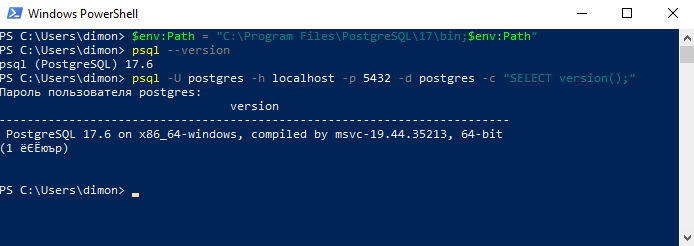 Windows PowerShell
PS C:\Users\dimon> $env:Path = "C:\Program Files\PostgreSQL\17\bin;$env:Path"
PS C:\Users\dimon> psql --version
psql (PostgreSQL) 17.6
PS C:\Users\dimon> psql -U postgres -h localhost -p 5432 -d postgres -c "SELECT version();"
Пароль пользователя postgres:
version
-------------------------------------------------------------------------
PostgreSQL 17.6 on x86_64-windows, compiled by msvc-19.44.35213, 64-bit
(1 ёЄЁюър)
PS C:\Users\dimon>